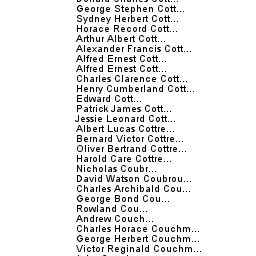 Donald Charles Cott...
George Stephen Cott...
Sydney Herbert Cott...
Horace Record Cott...
Arthur Albert Cott...
Alexander Francis Cott...
Alfred Ernest Cott...
Alfred Ernest Cott...
Charles Clarence Cott...
Henry Cumberland Cott...
Edward Cott...
Patrick James Cott...
Jessie Leonard Cott...
Albert Lucas Cottre...
Bernard Victor Cottre...
Oliver Bertrand Cottre...
Harold Care Cottre...
Nicholas Coubr...
David Watson Coubrou...
Charles Archibald Cou...
George Bond Cou...
Rowland Cou...
Andrew Couch...
Charles Horace Couchm...
George Herbert Couchm...
Victor Reginald Couchm...